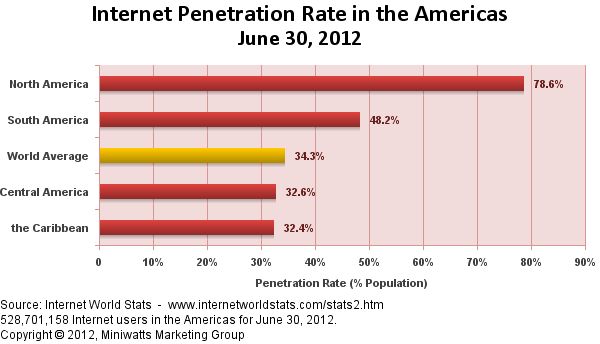 Internet Penetration Rate in the Americas
June 30, 2012
North America
78.6%
South America
48.2%
World Average
34.3%
Central America
32.6%
the Caribbean
32.4%
0 10% 20% 30% 40% 50% 60% 70% 80% 90%
Penetration Rate (% Population)
Source: Internet World Stats - www.internetworldstats.com/stats2.htm
528,701,158 Internet users in the Americas for June 30, 2012.
Copyright © 2012, Miniwatts Marketing Group